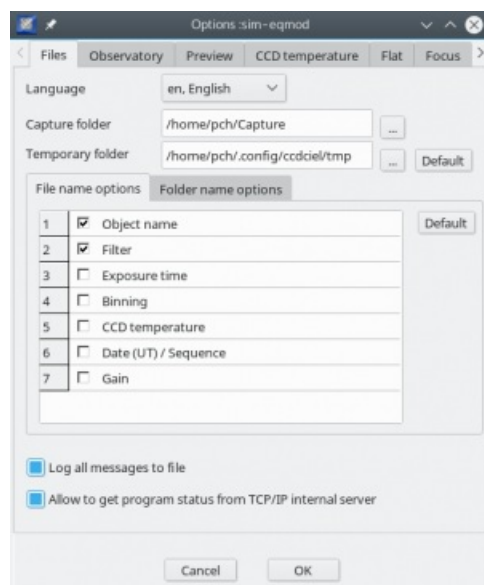 Options :sim-eqmod
Files Observatory Preview CCD temperature Flat Focus
Language en, English
Capture folder /home/pch/Capture ...
Temporary folder /home/pch/.config/ccdciel/tmp ... Default
File name options Folder name options
1 Object name Default
2 Filter
3 Exposure time
4 Binning
5 CCD temperature
6 Date (UT) / Sequence
7 Gain
Log all messages to file
Allow to get program status from TCP/IP internal server
Cancel OK